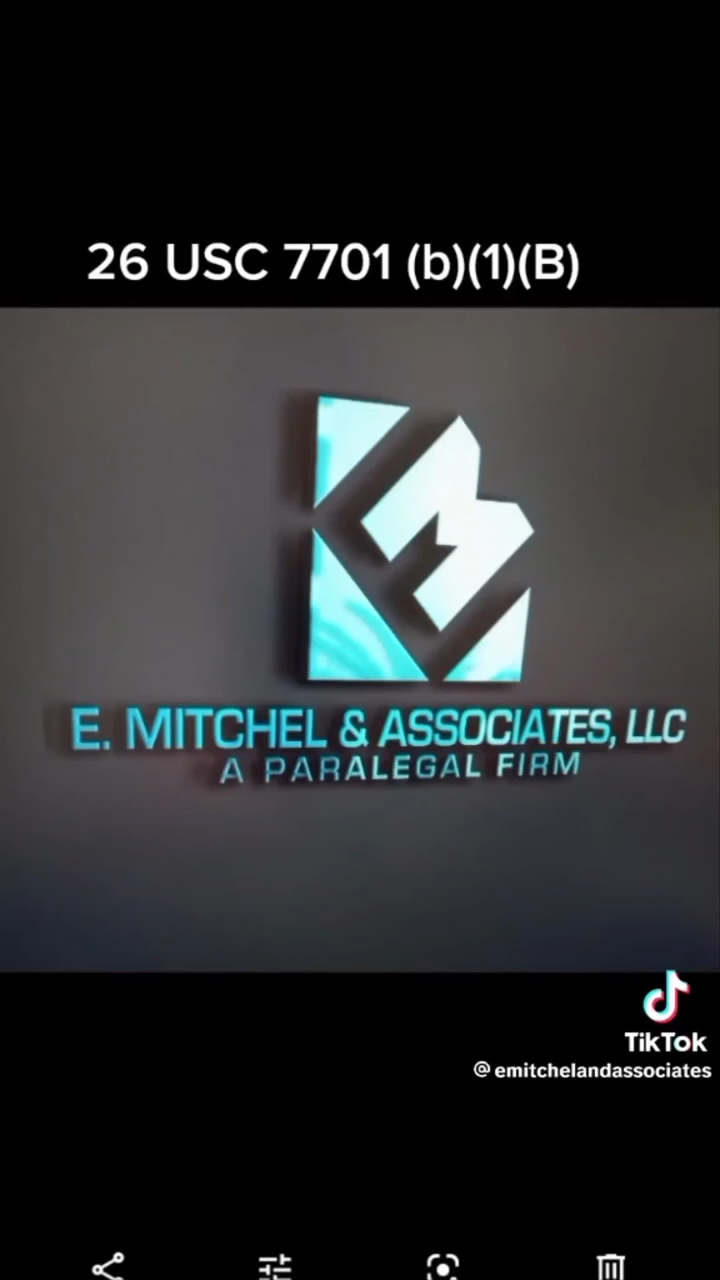 26 USC 7701 (b)(1)(B)
E. MITCHEL & ASSOCIATES, LLC
A PARALEGAL FIRM
TikTok
@emitchelandassociates